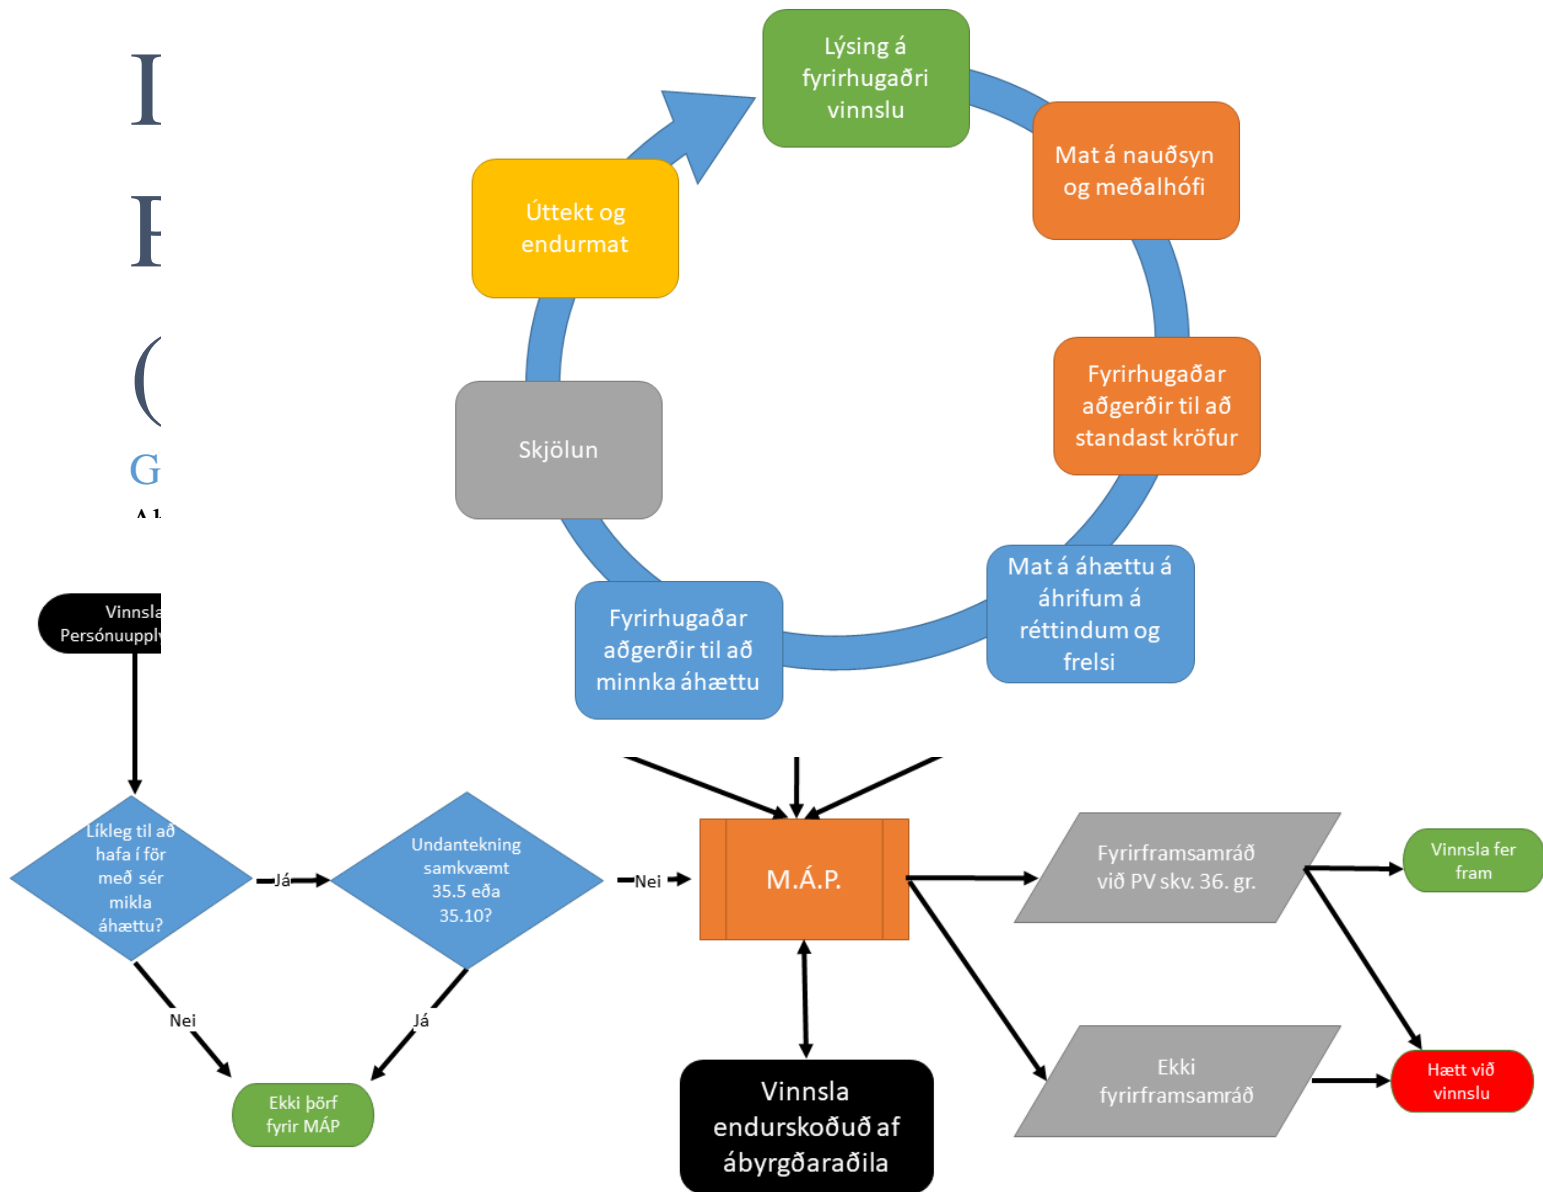 I
(
G
Lýsing á
fyrirhugaðri
vinnslu
Mat á nauðsyn
og meðalhófi
Fyrirhugaðar
aðgerðir til að
standast kröfur
Mat á áhættu á
áhrifum á
réttindum og
frelsi
Fyrirhugaðar
aðgerðir til að
minnka áhættu
Skjölun
Úttekt og
endurmat
Vinnsla
Líkleg til að
hafa í för
með sér
mikla
áhættu?
Já
Undantekning
samkvæmt
35.5 eða
35.10?
Nei
M.Á.P.
Fyrirframsamráð
við PV skv. 36. gr.
Vinnsla fer
fram
Nei
Já
Ekki þörf
fyrir MÁP
Vinnsla
endurskoðuð af
ábyrgðaraðila
Ekki
fyrirframsamráð
Hætt við
vinnslu